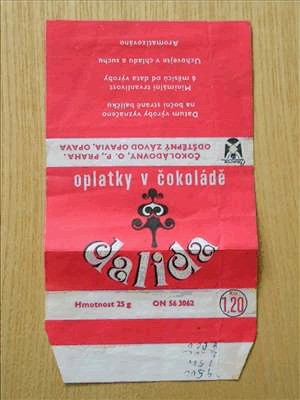 Datum výroby vyznačeno
na boční straně balíčku
Minimální trvanlivost
6 měsíců od data výroby
Uchovejte v chladu a suchu
Aromatizováno
ČOKOLÁDOVNY, O. P., PRAHA
ODŠTĚPNÝ ZÁVOD OPAVIA, OPAVA
oplatky v čokoládě
dalida
Hmotnost 25 g
ON 56 3062
1,20